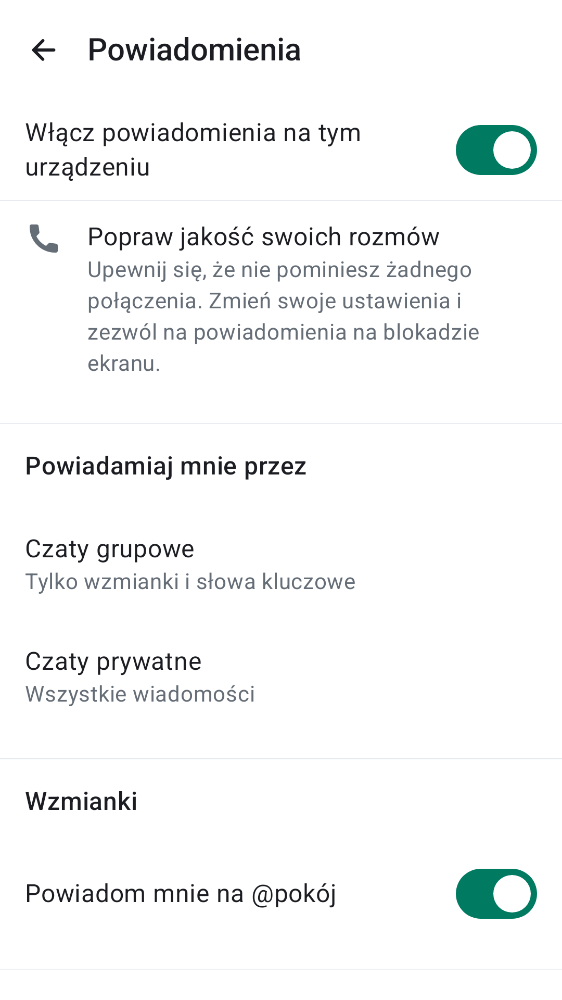 Powiadomienia
Włącz powiadomienia na tym
urządzeniu
Popraw jakość swoich rozmów
Upewnij się, że nie pominiesz żadnego
połączenia. Zmień swoje ustawienia i
zezwól na powiadomienia na blokadzie
ekranu.
Powiadamiaj mnie przez
Czaty grupowe
Tylko wzmianki i słowa kluczowe
Czaty prywatne
Wszystkie wiadomości
Wzmianki
Powiadom mnie na @pokój